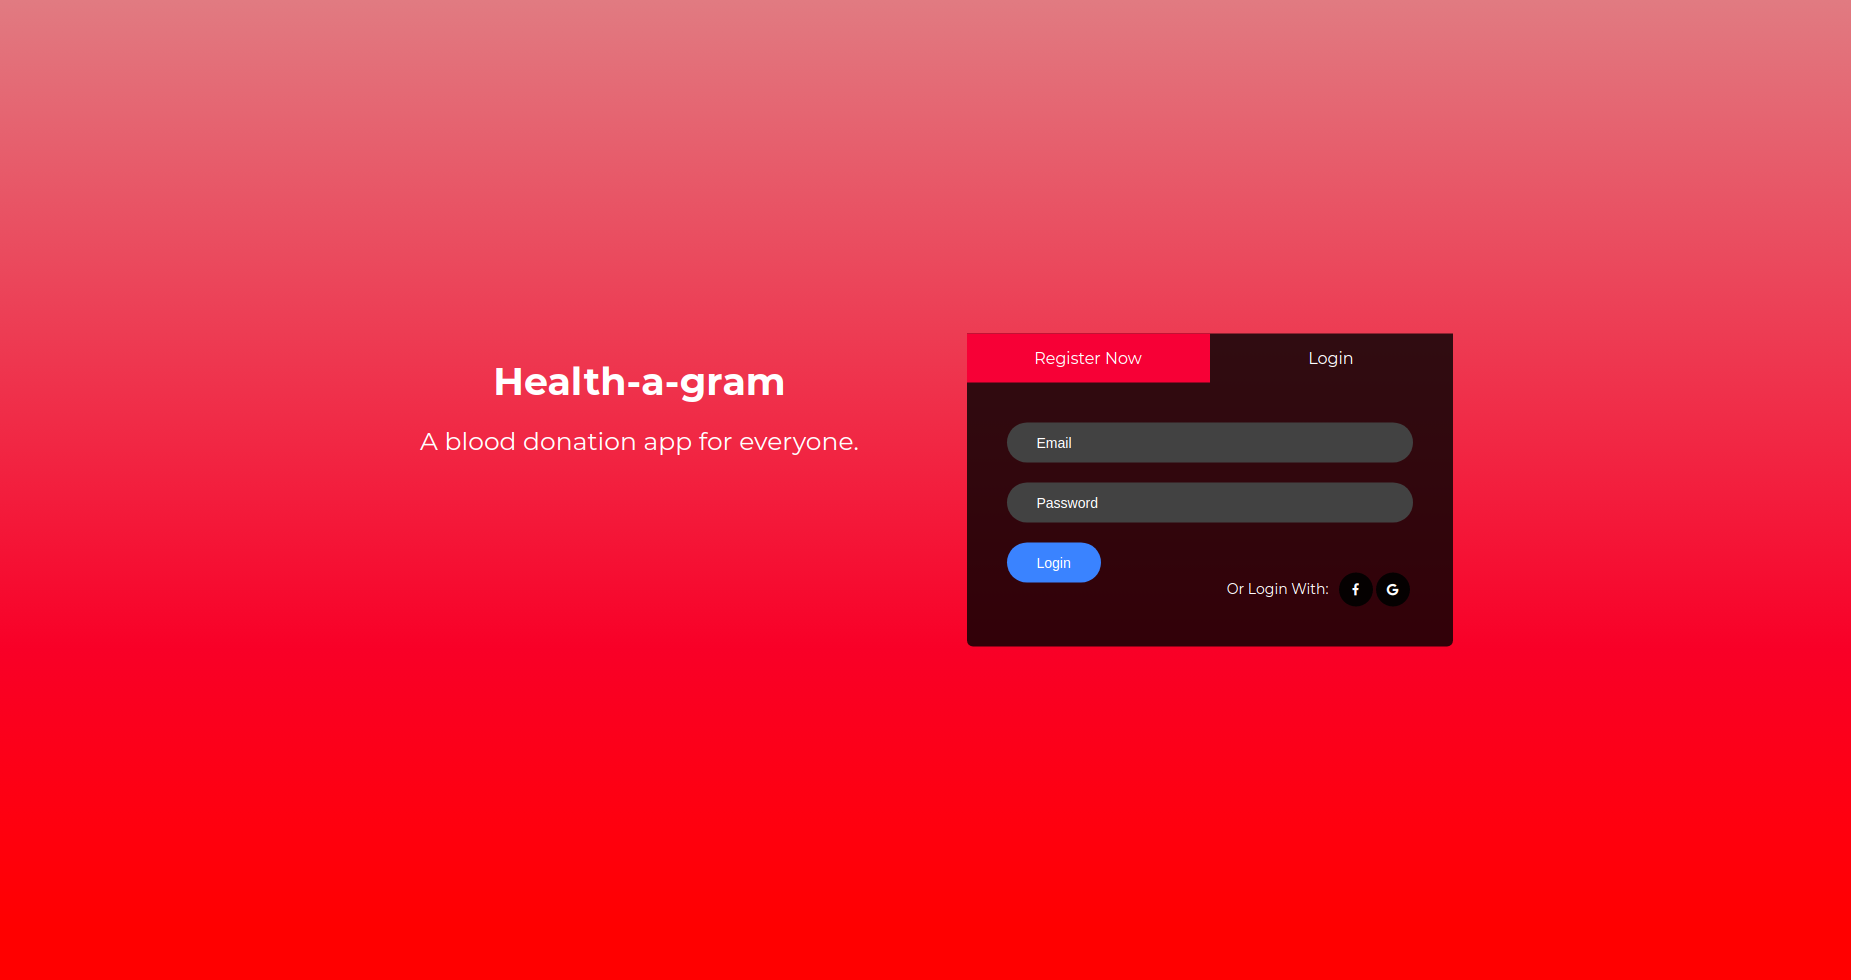 Health-a-gram
A blood donation app for everyone.
Register Now
Login
Email
Password
Login
Or Login With: